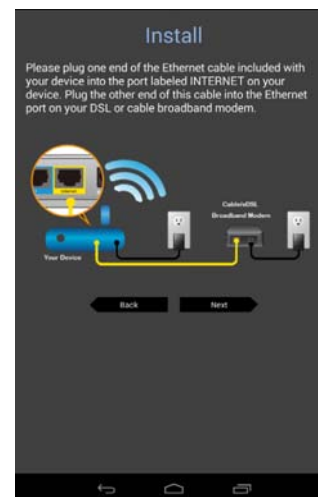 Install
Please plug one end of the Ethernet cable included with
your device into the port labeled INTERNET on your
device. Plug the other end of this cable into the Ethernet
port on your DSL or cable broadband modem.
Internet
Cable/xDSL
Broadband Modem
Your Device
Back Next